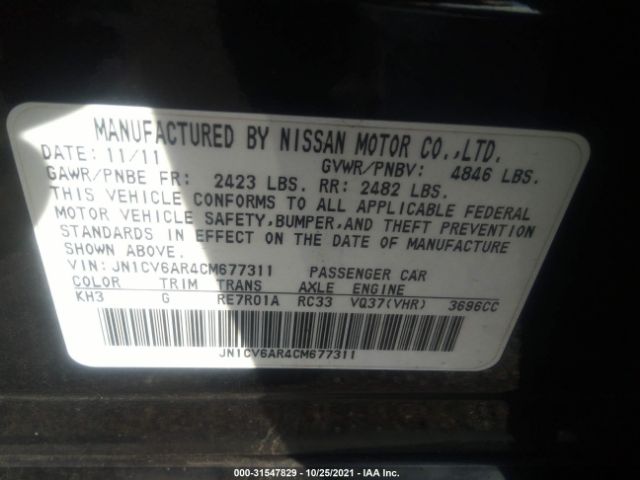 MANUFACTURED BY NISSAN MOTOR CO.,LTD.
DATE: 11/11 GVWR/PNBV: 4846 LBS.
GAWR/PNBE FR: 2423 LBS. RR: 2482 LBS.
THIS VEHICLE CONFORMS TO ALL APPLICABLE FEDERAL
MOTOR VEHICLE SAFETY,BUMPER,AND THEFT PREVENTION
STANDARDS IN EFFECT ON THE DATE OF MANUFACTURE
SHOWN ABOVE.
VIN: JN1CV6AR4CM677311 PASSENGER CAR
COLOR TRIM TRANS AXLE ENGINE
KH3 G RE7R01A RC33 VQ37(VHR) 3696CC
JN1CV6AR4CM677311
000-31547829 - 10/25/2021 - IAA Inc.